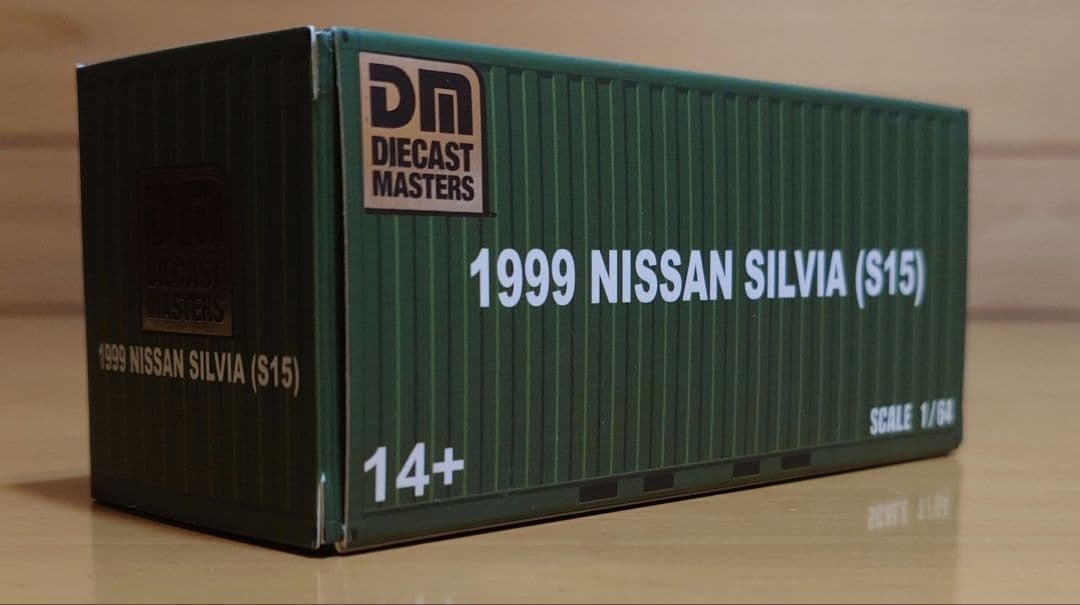 DM
DIECAST
MASTERS
1999 NISSAN SILVIA (S15)
14+
SCALE 1/64
DM
DIECAST
MASTERS
1999 NISSAN SILVIA (S15)